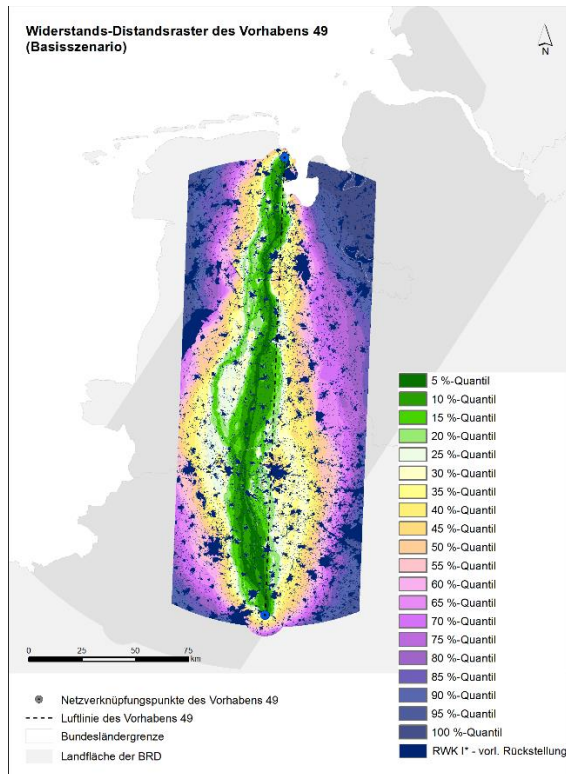 Widerstands-Distandsraster des Vorhabens 49
(Basisszenario)
N
5 %-Quantil
10 %-Quantil
15 %-Quantil
20 %-Quantil
25 %-Quantil
30 %-Quantil
35 %-Quantil
40 %-Quantil
45 %-Quantil
50 %-Quantil
55 %-Quantil
60 %-Quantil
65 %-Quantil
70 %-Quantil
75 %-Quantil
80 %-Quantil
85 %-Quantil
90 %-Quantil
95 %-Quantil
100 %-Quantil
RWK I* - vorl. Rückstellung
0 25 50 75
km
Netzverknüpfungspunkte des Vorhabens 49
Luftlinie des Vorhabens 49
Bundesländergrenze
Landfläche der BRD